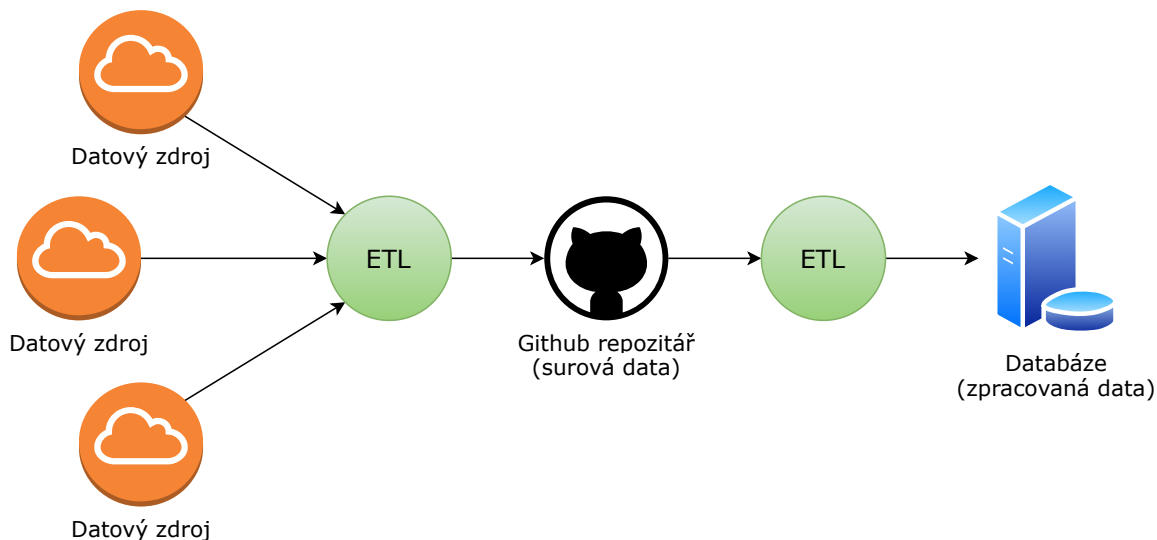 Datový zdroj
Datový zdroj
Datový zdroj
ETL
Github repozitář
(surová data)
ETL
Databáze
(zpracovaná data)